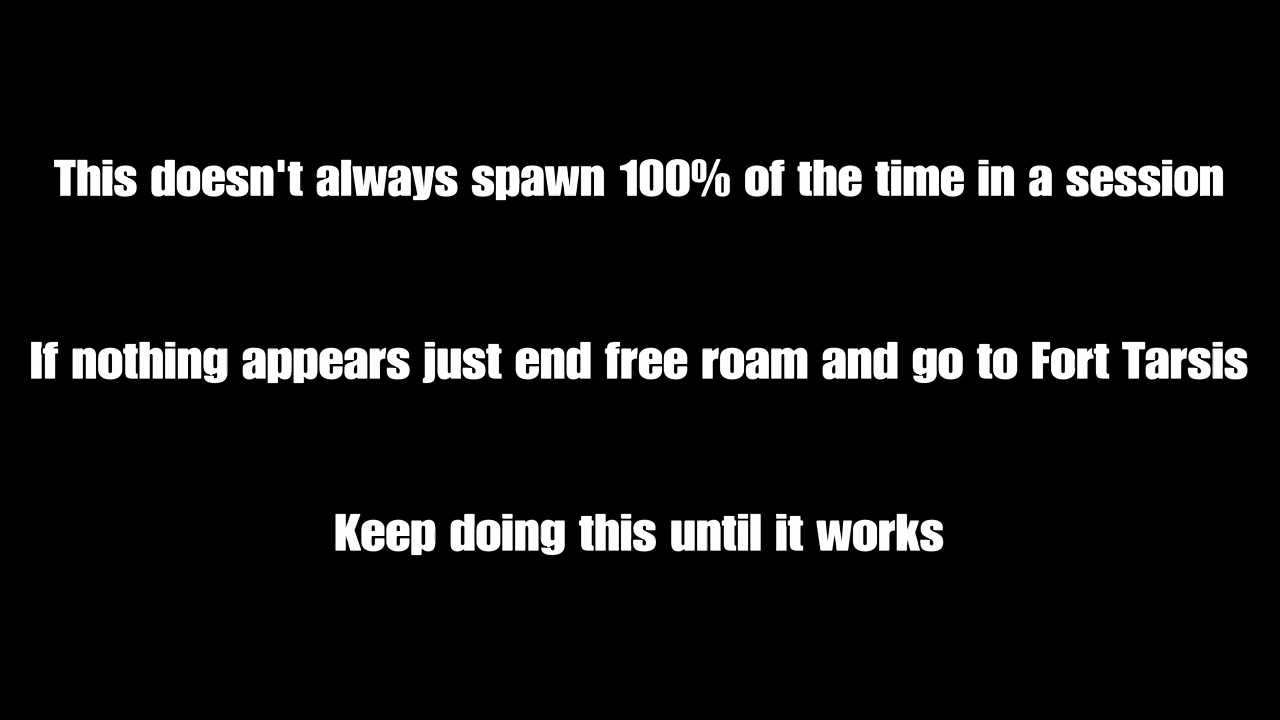 This doesn't always spawn 100% of the time in a session
If nothing appears just end free roam and go to Fort Tarsis
Keep doing this until it works